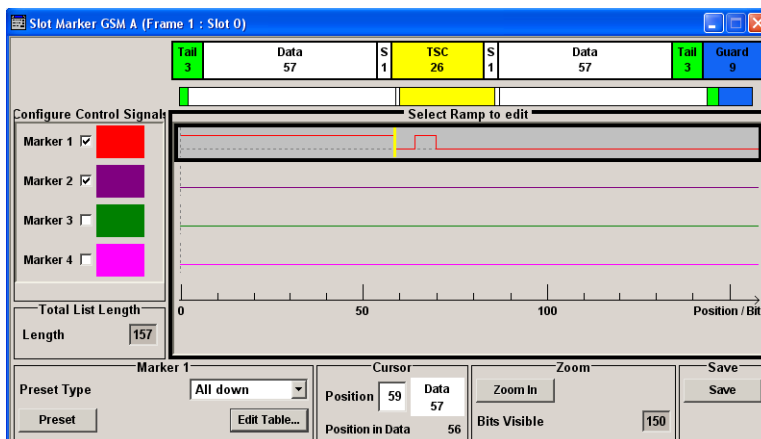 Slot Marker GSM A (Frame 1 : Slot 0)
Tail Data S TSC S Data Tail Guard
3 57 1 26 1 57 3 9
Configure Control Signals
Select Ramp to edit
Marker 1
Marker 2
Marker 3
Marker 4
0 50 100 Position / Bit
Total List Length
Length 157
Marker 1
Preset Type All down
Preset Edit Table...
Cursor
Position 59 Data
57
Position in Data 56
Zoom
Zoom In
Bits Visible 150
Save
Save